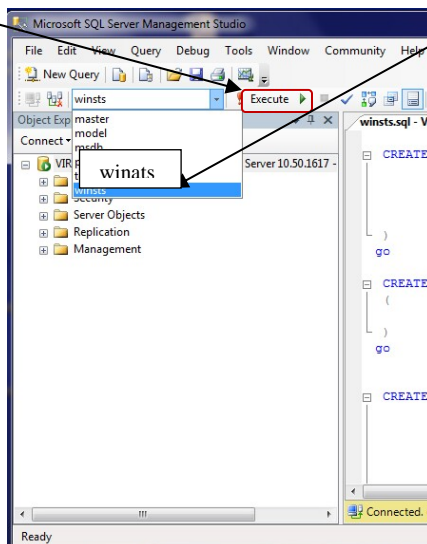 Microsoft SQL Server Management Studio
File Edit View Query Debug Tools Window Community Help
New Query
winsts Execute
Object Exp
winsts.sql - V
master
model
msdb
Connect
winsts
winats
VIR Server 10.50.1617 -
Security
Server Objects
Replication
Management
CREATE
)
go
CREATE
(
)
go
CREATE
Connected.
Ready